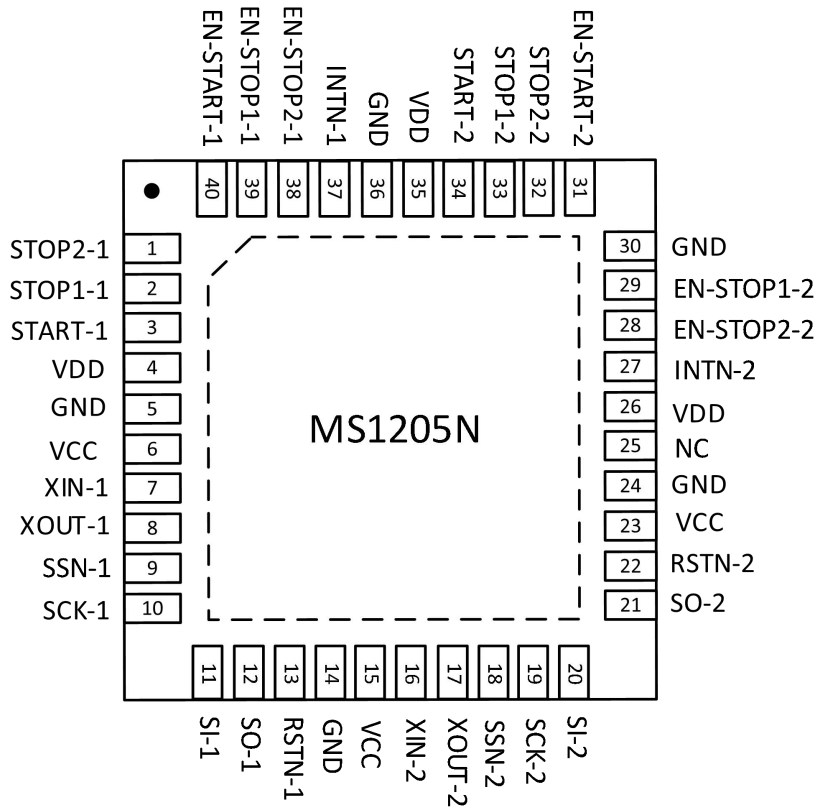 EN-START-1
EN-STOP1-1
EN-STOP2-1
INTN-1
GND
VDD
START-2
STOP1-2
STOP2-2
EN-START-2
40
39
38
37
36
35
34
33
32
31
STOP2-1
1
STOP1-1
2
START-1
3
VDD
4
GND
5
VCC
6
XIN-1
7
XOUT-1
8
SSN-1
9
SCK-1
10
MS1205N
30
GND
29
EN-STOP1-2
28
EN-STOP2-2
27
INTN-2
26
VDD
25
NC
24
GND
23
VCC
22
RSTN-2
21
SO-2
11
12
13
14
15
16
17
18
19
20
SI-1
SO-1
RSTN-1
GND
VCC
XIN-2
XOUT-2
SSN-2
SCK-2
SI-2